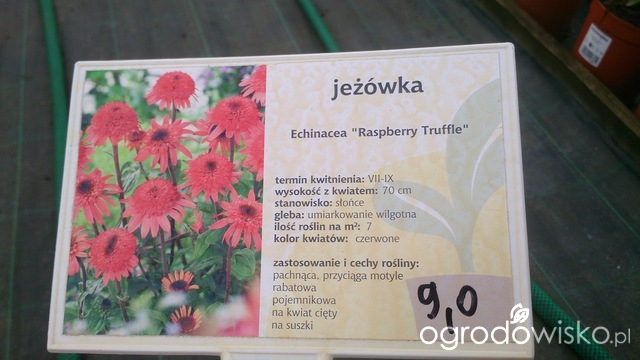 jeżówka
Echinacea "Raspberry Truffle"
termin kwitnienia: VII-IX
wysokość z kwiatem: 70 cm
stanowisko: słońce
gleba: umiarkowanie wilgotna
ilość roślin na m²: 7
kolor kwiatów: czerwone
zastosowanie i cechy rośliny:
pachnąca, przyciąga motyle
rabatowa
pojemnikowa
na kwiat cięty
na suszki
9,0
ogrodowisko.pl